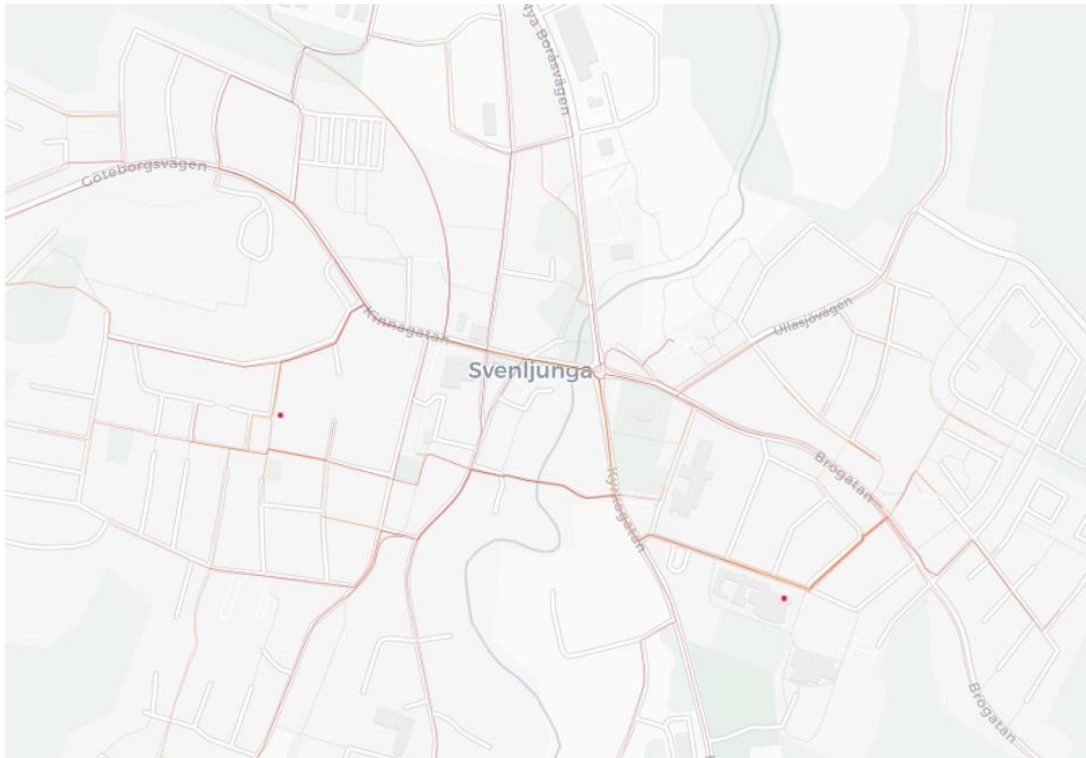 Nya Boråsvägen
Göteborgsvägen
Kinnagatan
Svenljunga
Ullasjövägen
Brogatan
Kyrkogatan
Brogatan